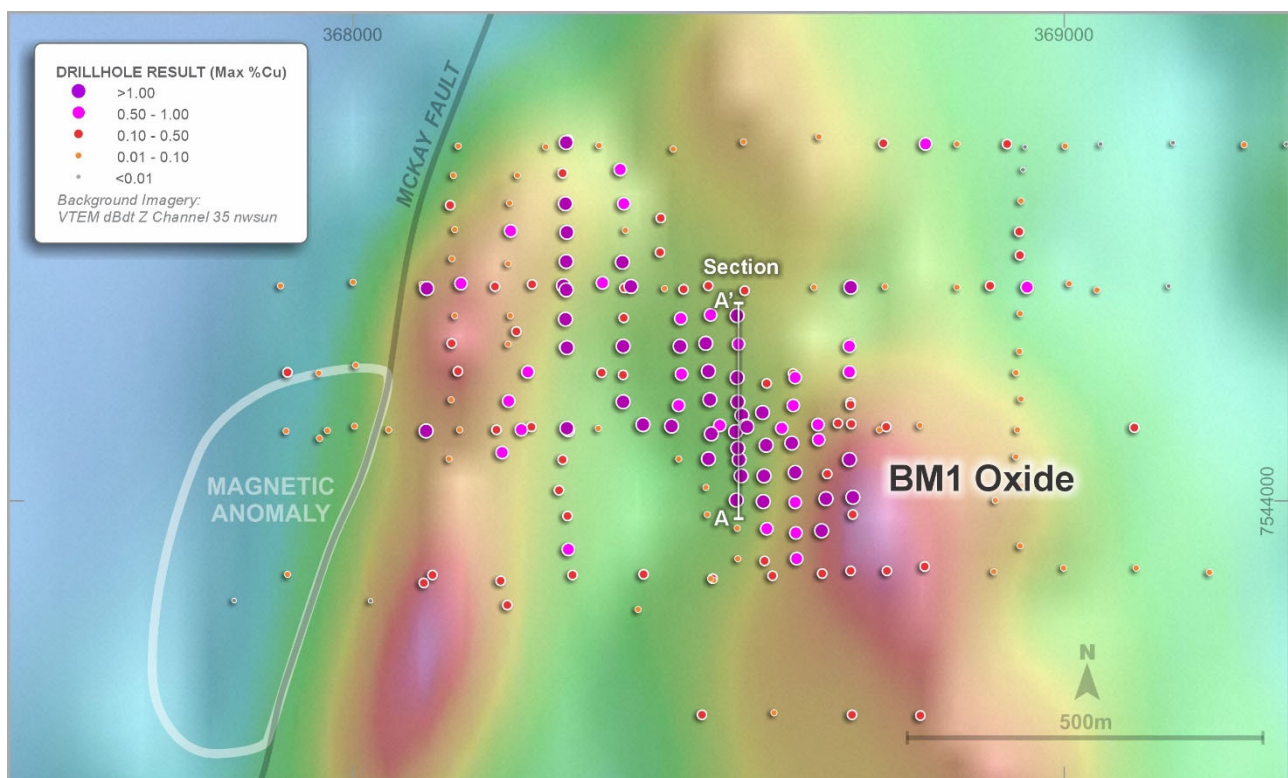 368000
369000
DRILLHOLE RESULT (Max %Cu)
>1.00
0.50 - 1.00
0.10 - 0.50
0.01 - 0.10
<0.01
Background Imagery:
VTEM dBdt Z Channel 35 nwsun
MCKAY FAULT
Section
A'
BM1 Oxide
MAGNETIC
ANOMALY
7544000
A
N
500m